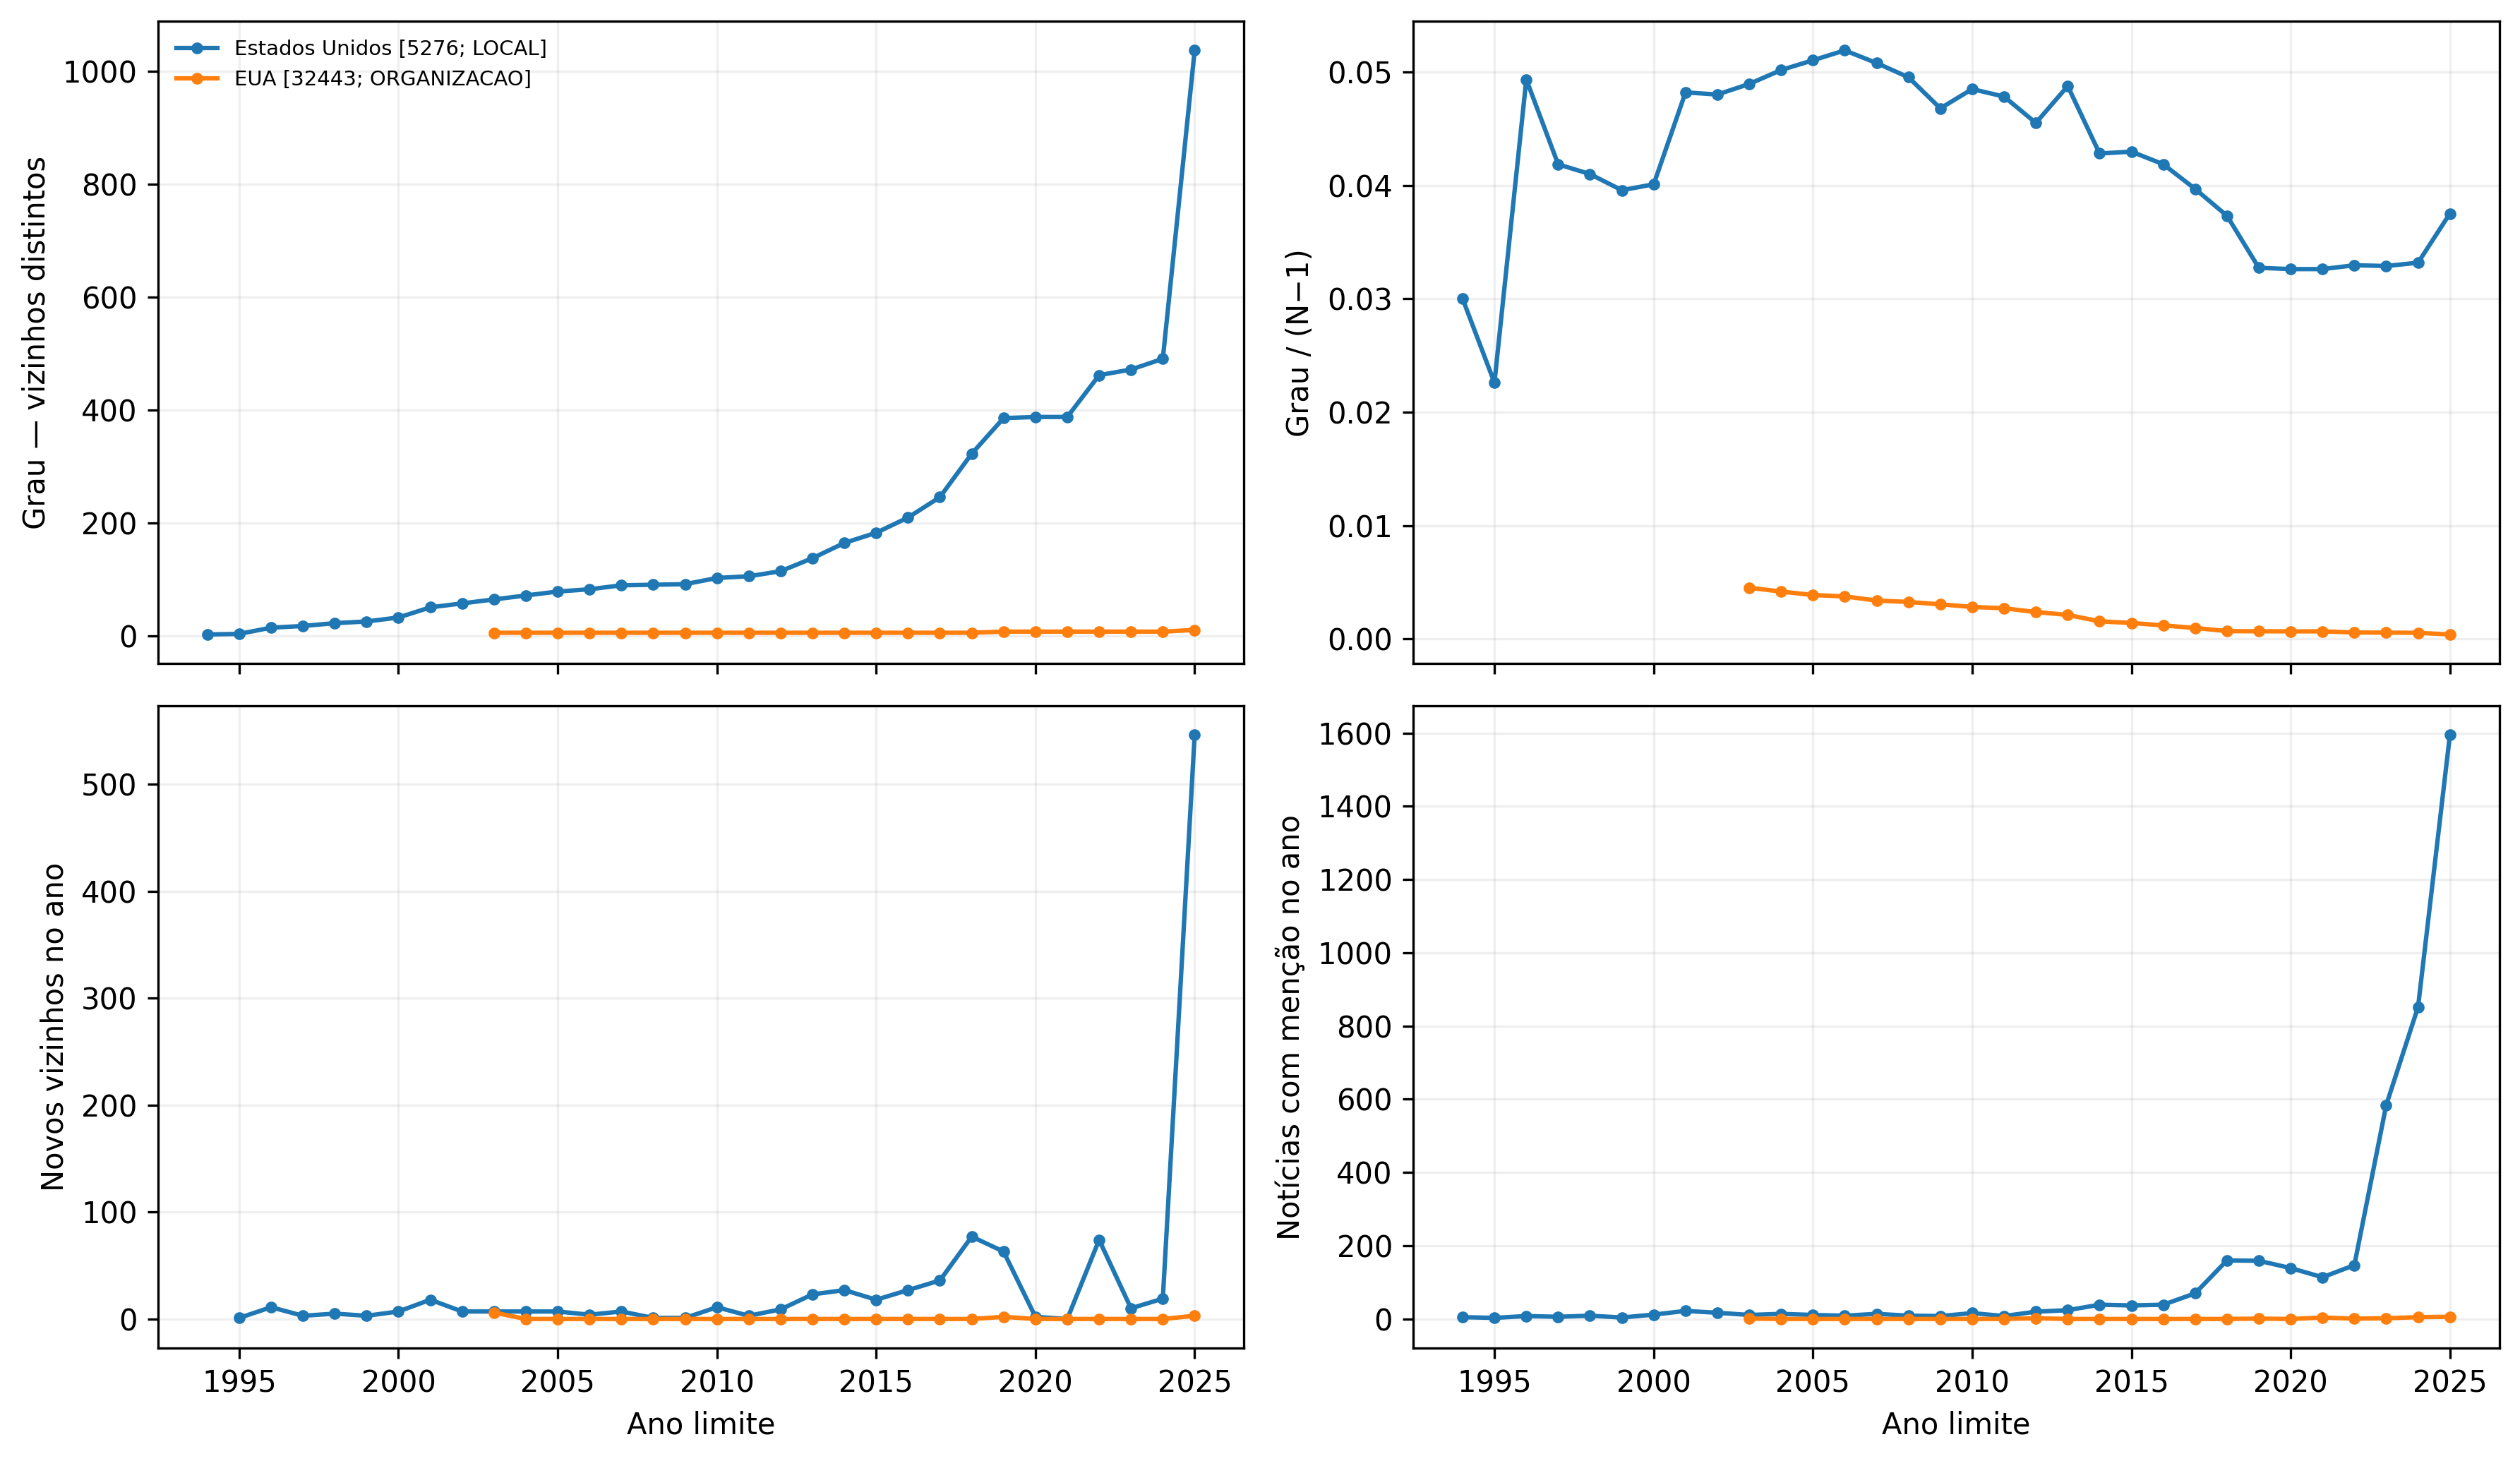 Grau — vizinhos distintos
1000
800
600
400
200
0
Estados Unidos [5276; LOCAL]
EUA [32443; ORGANIZACAO]
Grau / (N−1)
0.05
0.04
0.03
0.02
0.01
0.00
Novos vizinhos no ano
500
400
300
200
100
0
1995 2000 2005 2010 2015 2020 2025
Ano limite
Notícias com menção no ano
1600
1400
1200
1000
800
600
400
200
0
1995 2000 2005 2010 2015 2020 2025
Ano limite